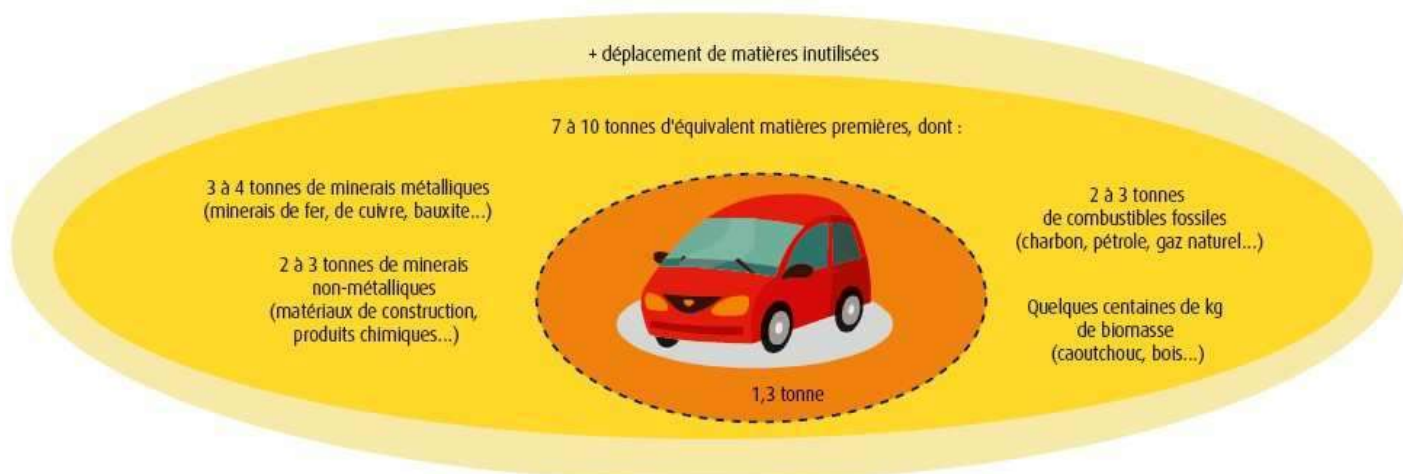 + déplacement de matières inutilisées
7 à 10 tonnes d'équivalent matières premières, dont :
3 à 4 tonnes de minerais métalliques
(minerais de fer, de cuivre, bauxite...)
2 à 3 tonnes de minerais
non-métalliques
(matériaux de construction,
produits chimiques...)
2 à 3 tonnes
de combustibles fossiles
(charbon, pétrole, gaz naturel...)
Quelques centaines de kg
de biomasse
(caoutchouc, bois...)
1,3 tonne